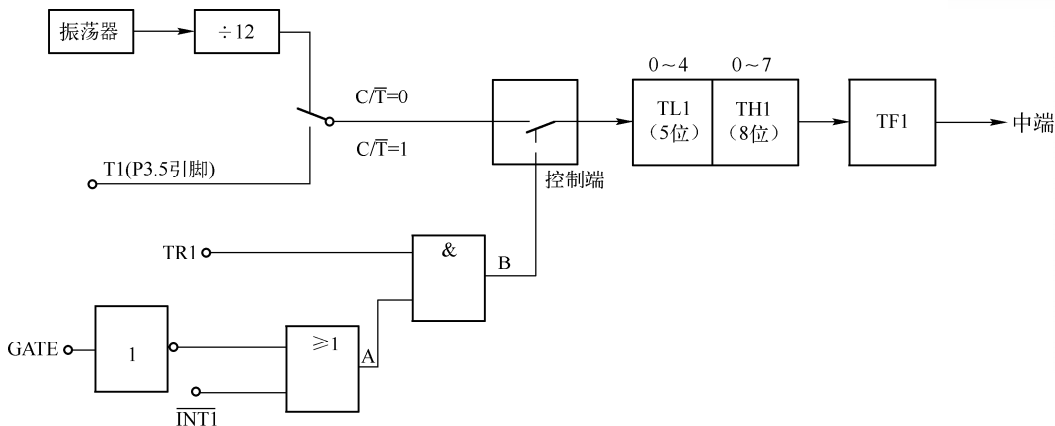 振荡器
÷12
0～4
0～7
C/T̅=0
TL1
(5位)
TH1
(8位)
TF1
中端
C/T̅=1
T1(P3.5引脚)
控制端
TR1
&
B
GATE
1
≥1
A
I̅N̅T̅1̅